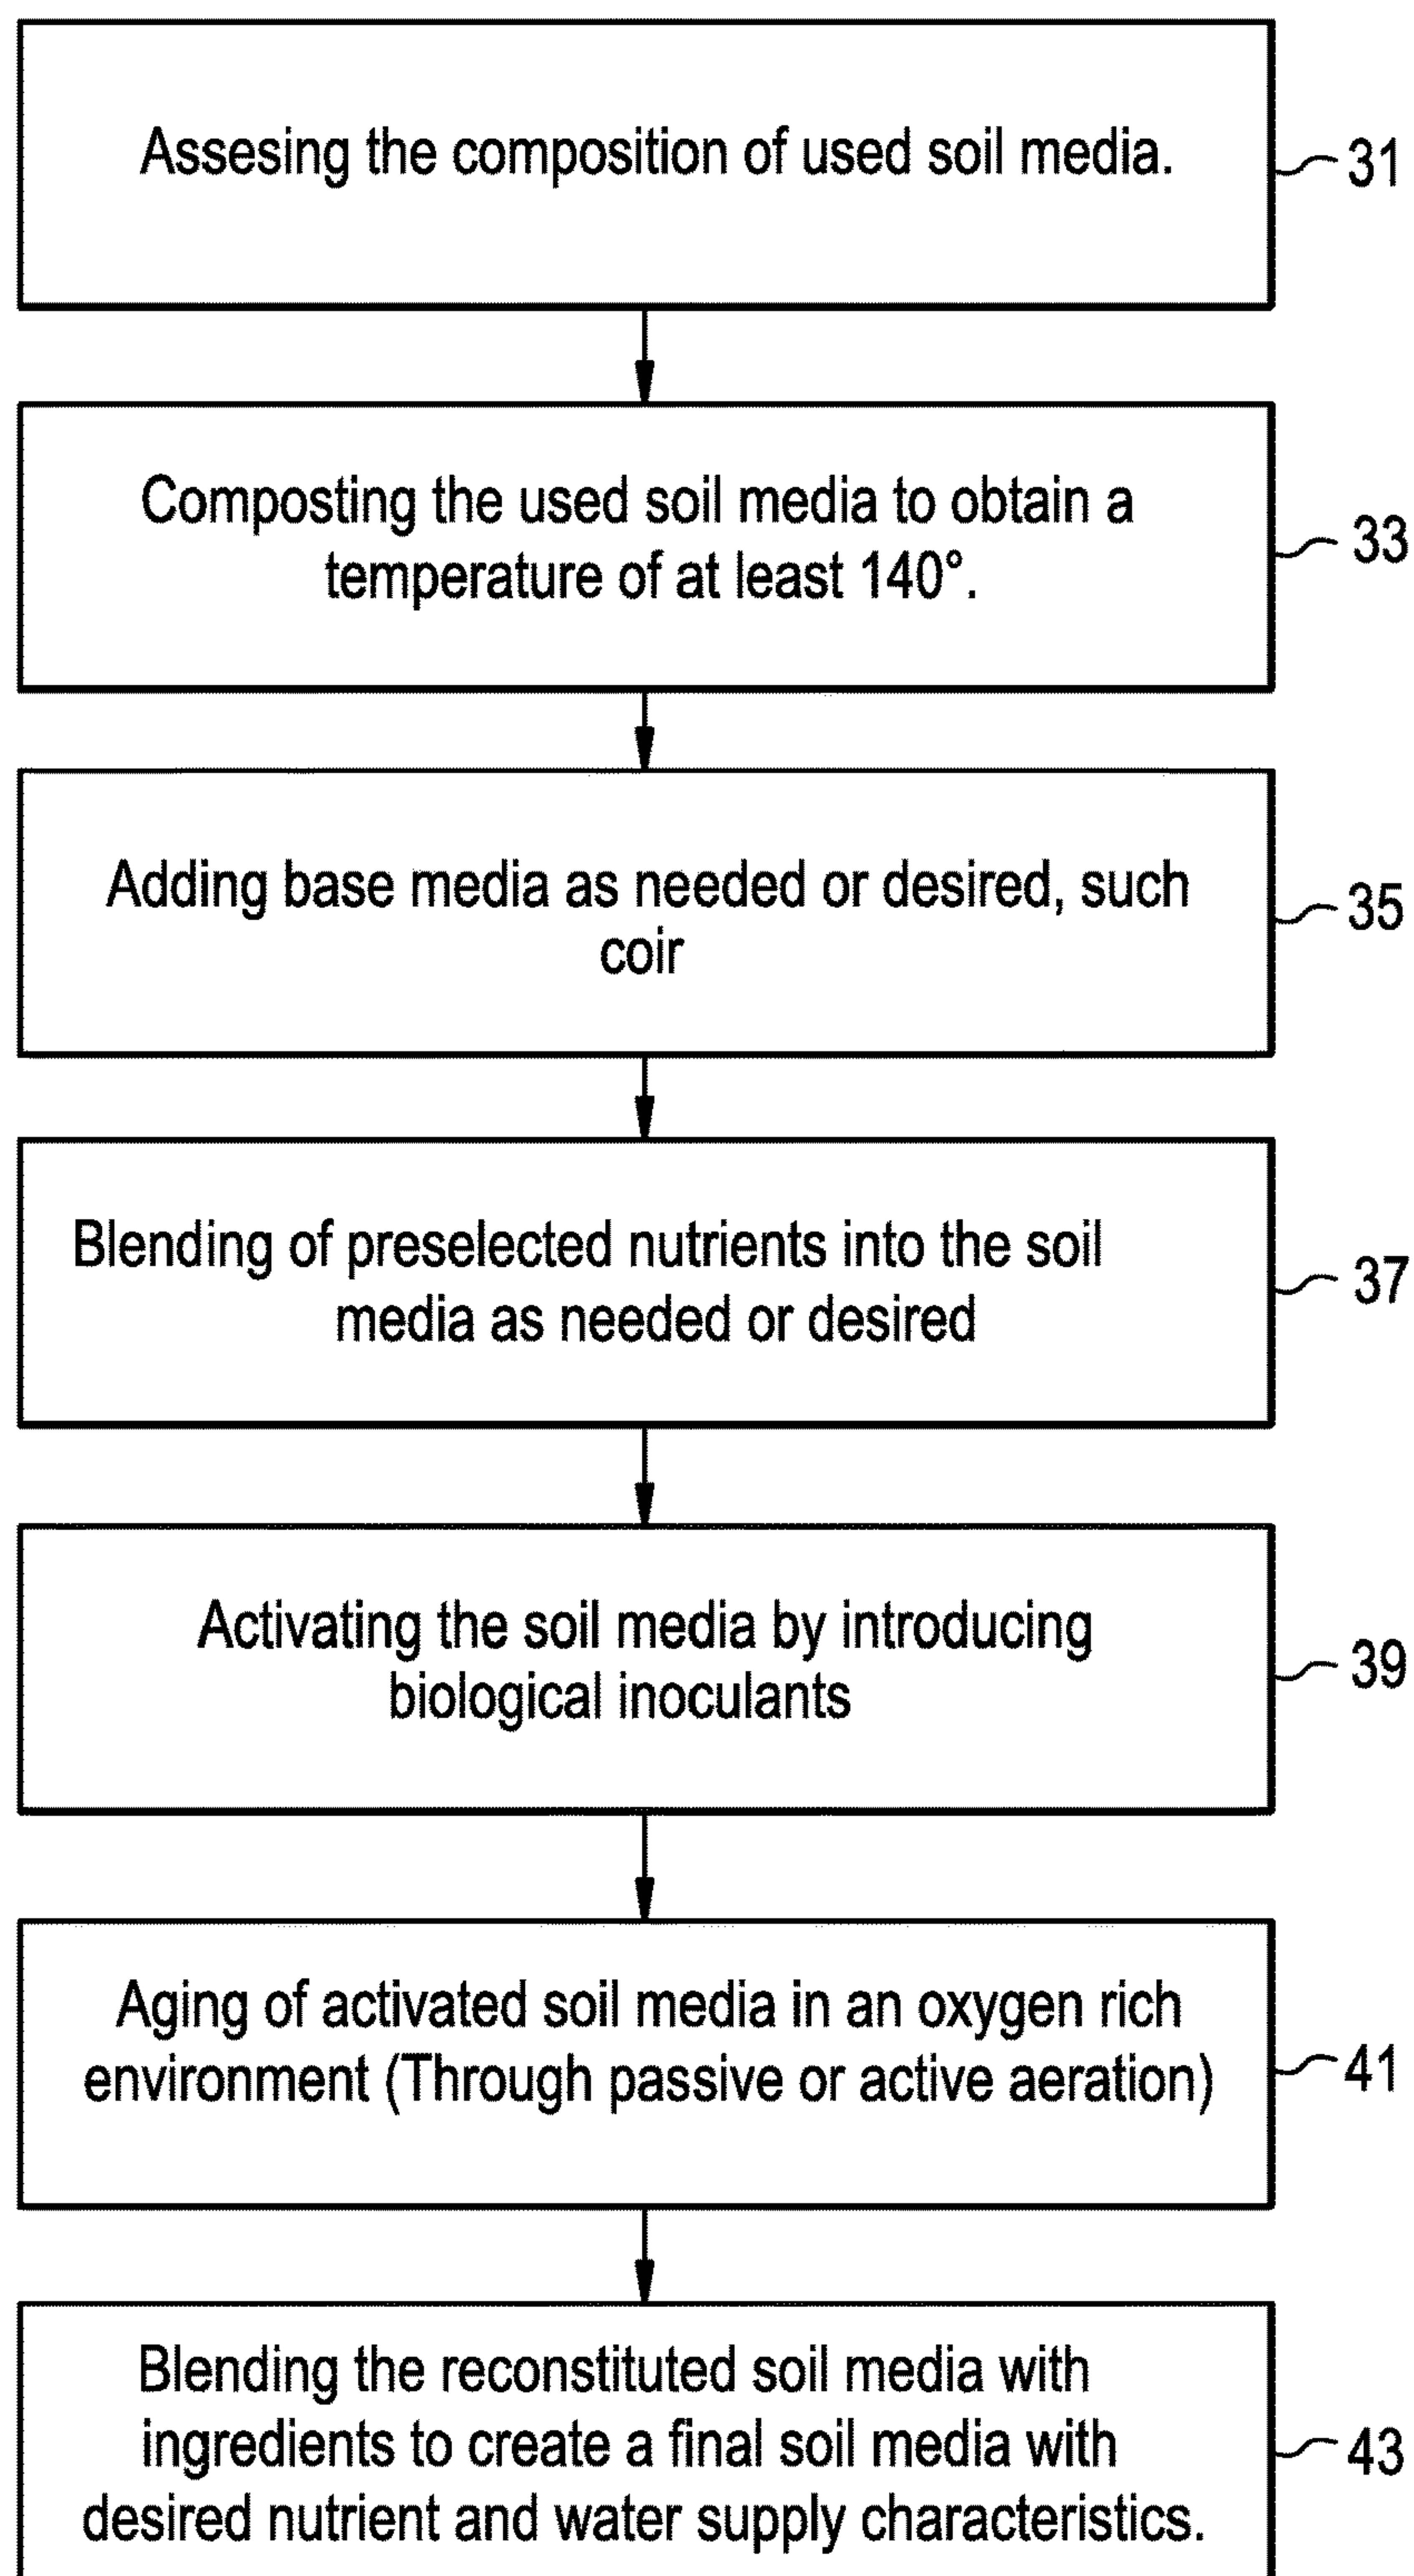 Assesing the composition of used soil media.
31
Composting the used soil media to obtain a
temperature of at least 140°.
33
Adding base media as needed or desired, such
coir
35
Blending of preselected nutrients into the soil
media as needed or desired
37
Activating the soil media by introducing
biological inoculants
39
Aging of activated soil media in an oxygen rich
environment (Through passive or active aeration)
41
Blending the reconstituted soil media with
ingredients to create a final soil media with
desired nutrient and water supply characteristics.
43